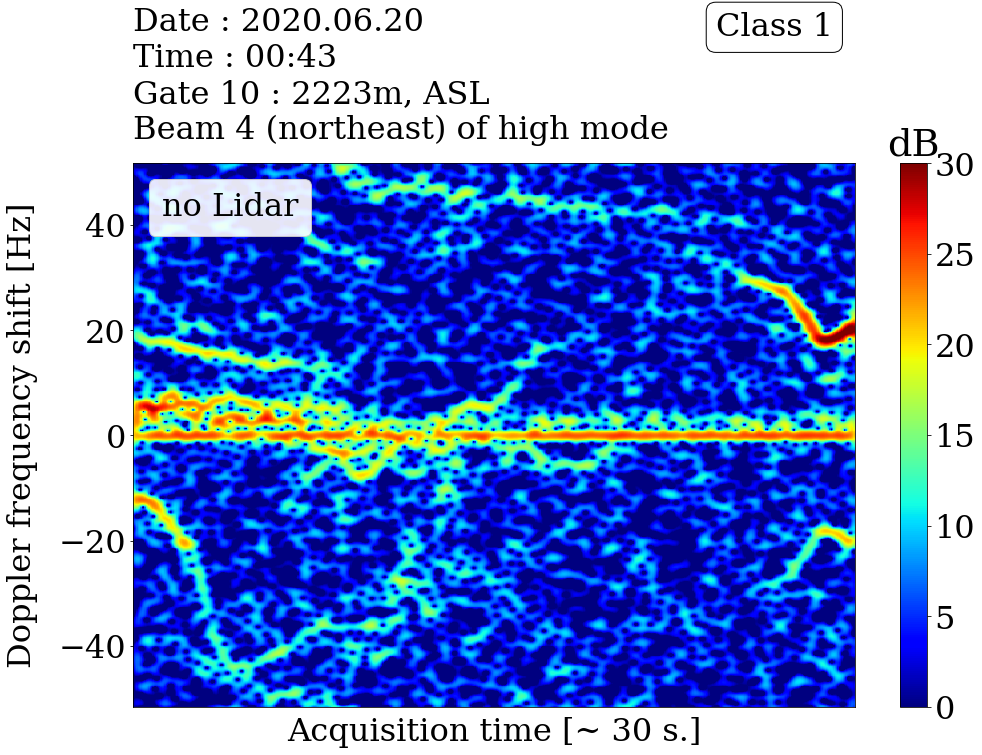 Date : 2020.06.20
Time : 00:43
Gate 10 : 2223m, ASL
Beam 4 (northeast) of high mode
Class 1
dB
no Lidar
Doppler frequency shift [Hz]
40
20
0
−20
−40
30
25
20
15
10
5
0
Acquisition time [~ 30 s.]